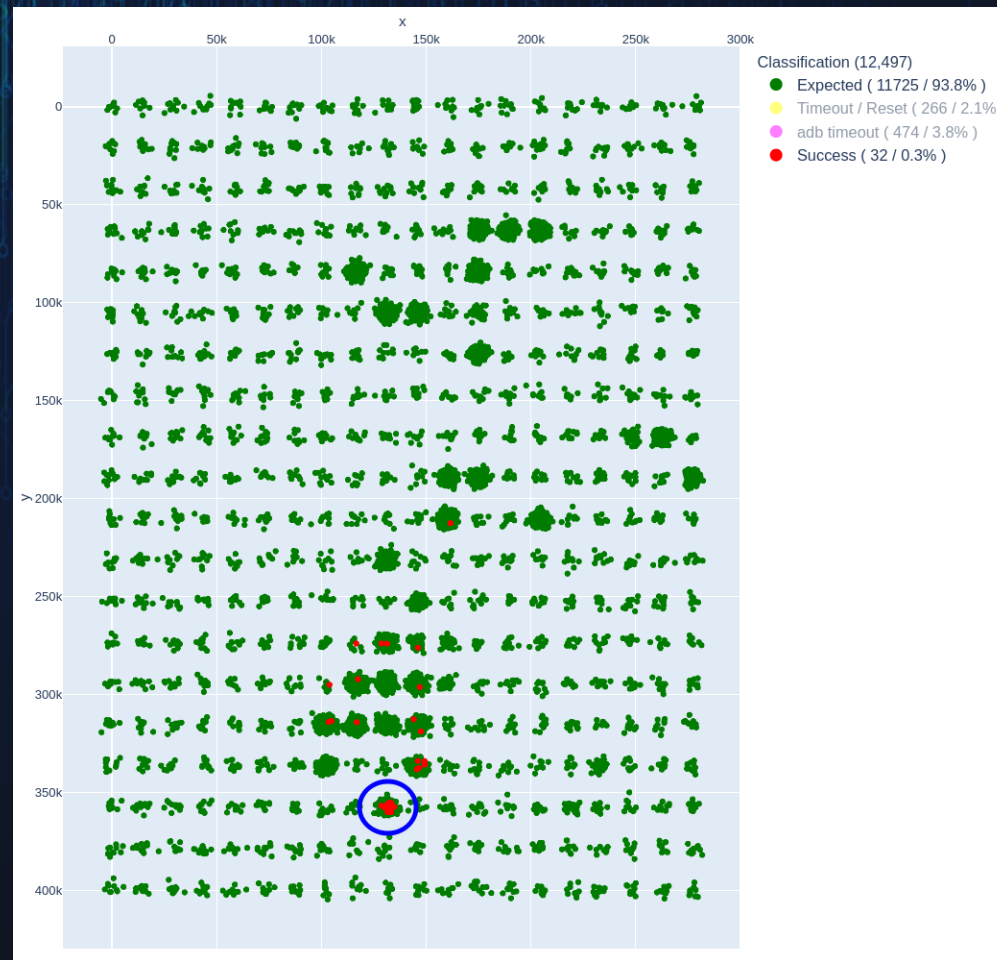 x
0 50k 100k 150k 200k 250k 300k
Classification (12,497)
Expected ( 11725 / 93.8% )
Timeout / Reset ( 266 / 2.1%
adb timeout ( 474 / 3.8% )
Success ( 32 / 0.3% )
0
50k
100k
150k
y
200k
250k
300k
350k
400k